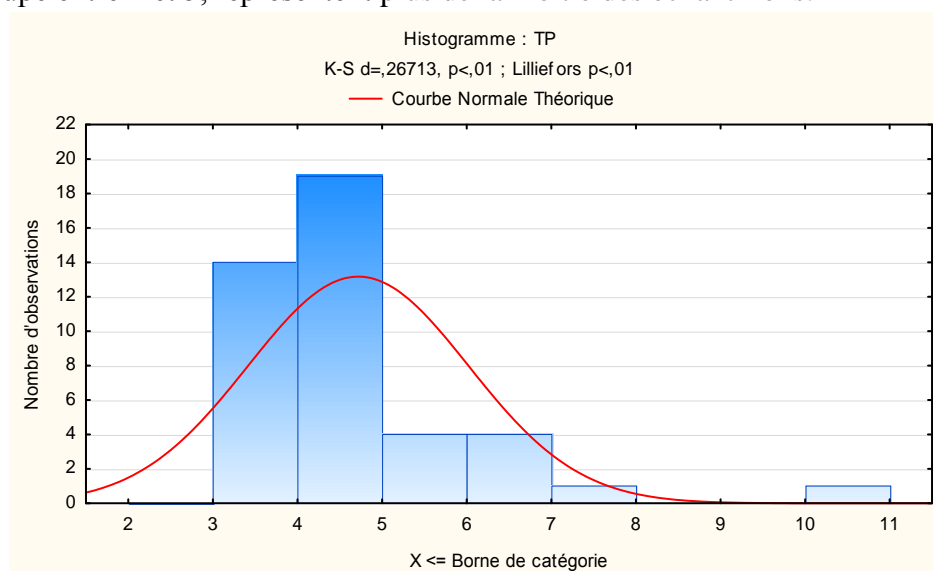 Histogramme : TP
K-S d=,26713, p<,01 ; Lilliefors p<,01
Courbe Normale Théorique
22
20
18
16
14
12
10
8
6
4
2
0
Nombre d'observations
2 3 4 5 6 7 8 9 10 11
X <= Borne de catégorie